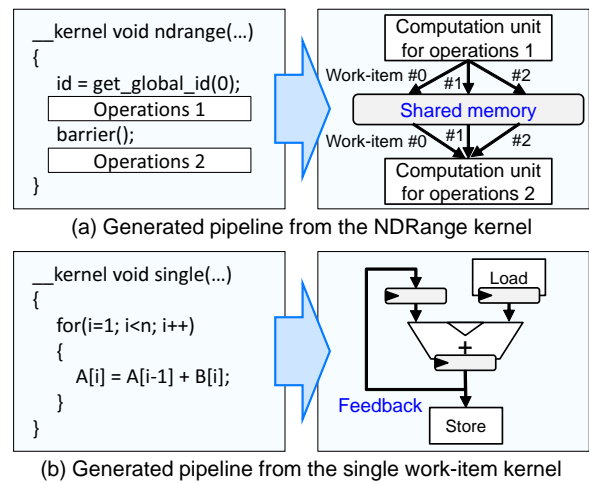 __kernel void ndrange(…)
{
id = get_global_id(0);
Operations 1
barrier();
Operations 2
}
Computation unit
for operations 1
Work-item #0
#1
#2
Shared memory
Work-item #0
#1
#2
Computation unit
for operations 2
(a) Generated pipeline from the NDRange kernel
__kernel void single(…)
{
for(i=1; i<n; i++)
{
A[i] = A[i-1] + B[i];
}
}
Load
+
Feedback
Store
(b) Generated pipeline from the single work-item kernel